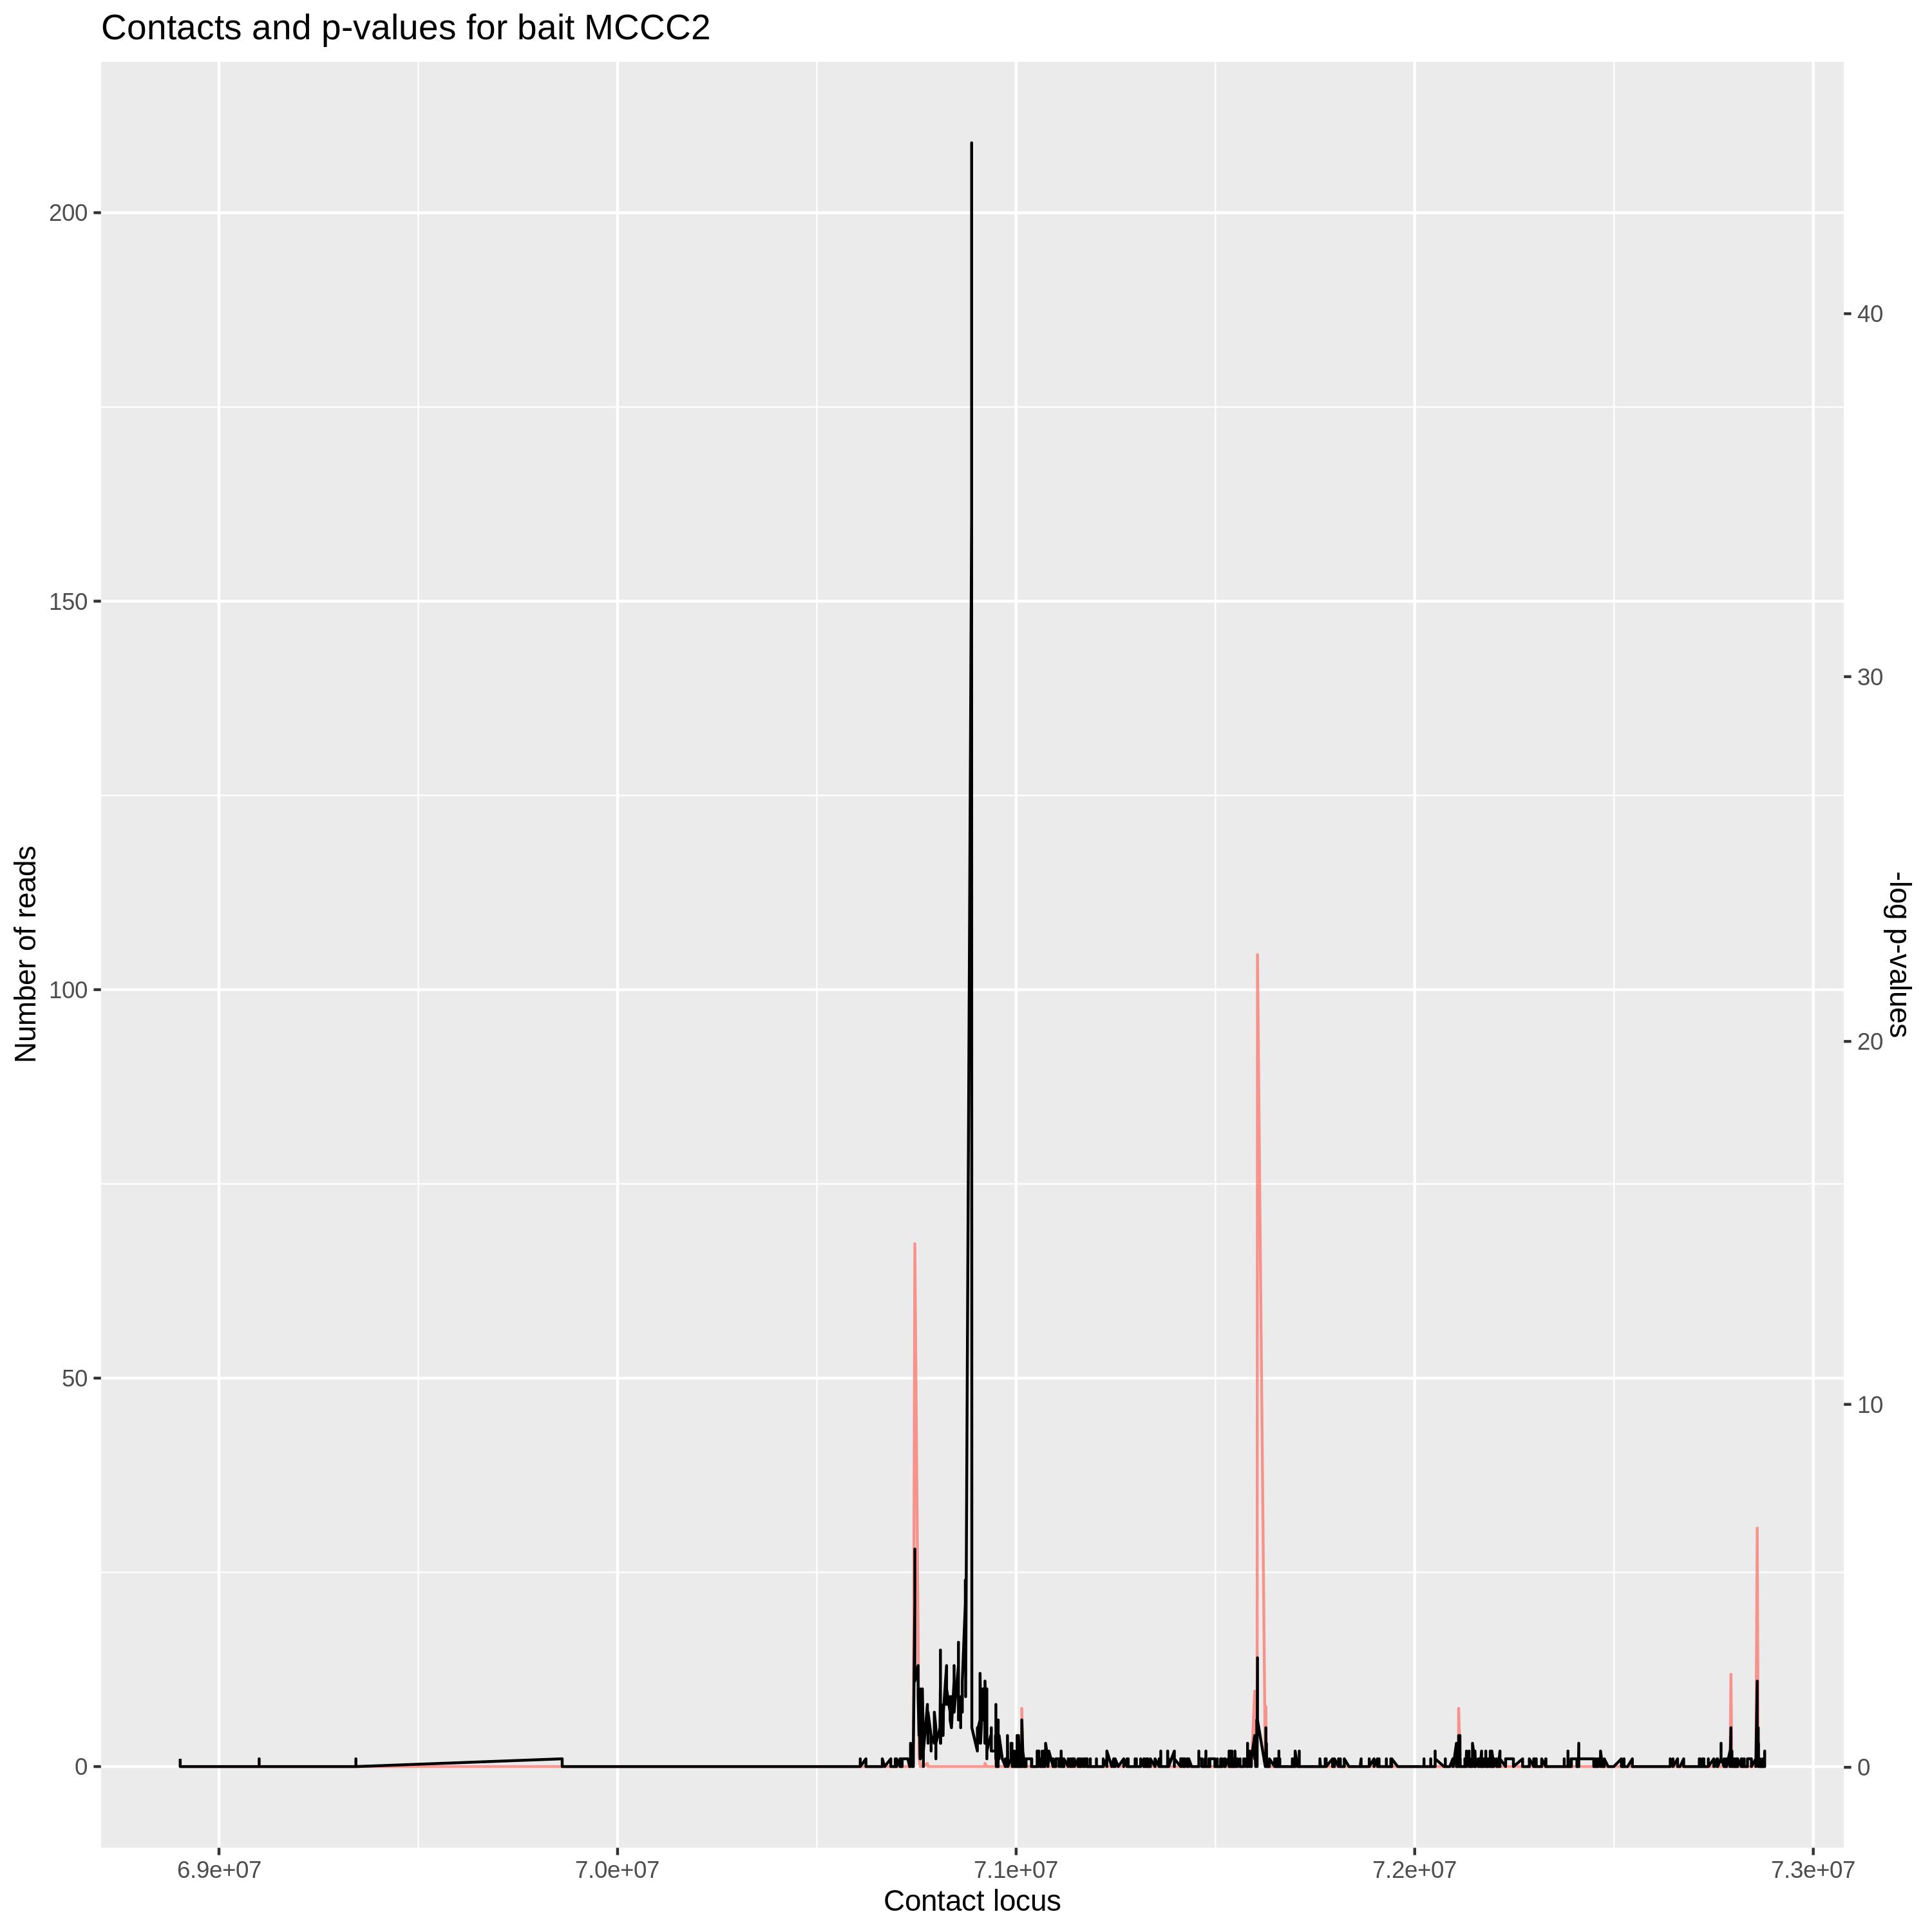 Contacts and p-values for bait MCCC2
Number of reads
200
150
100
50
0
40
30
20
10
0
-log p-values
6.9e+07
7.0e+07
7.1e+07
7.2e+07
7.3e+07
Contact locus